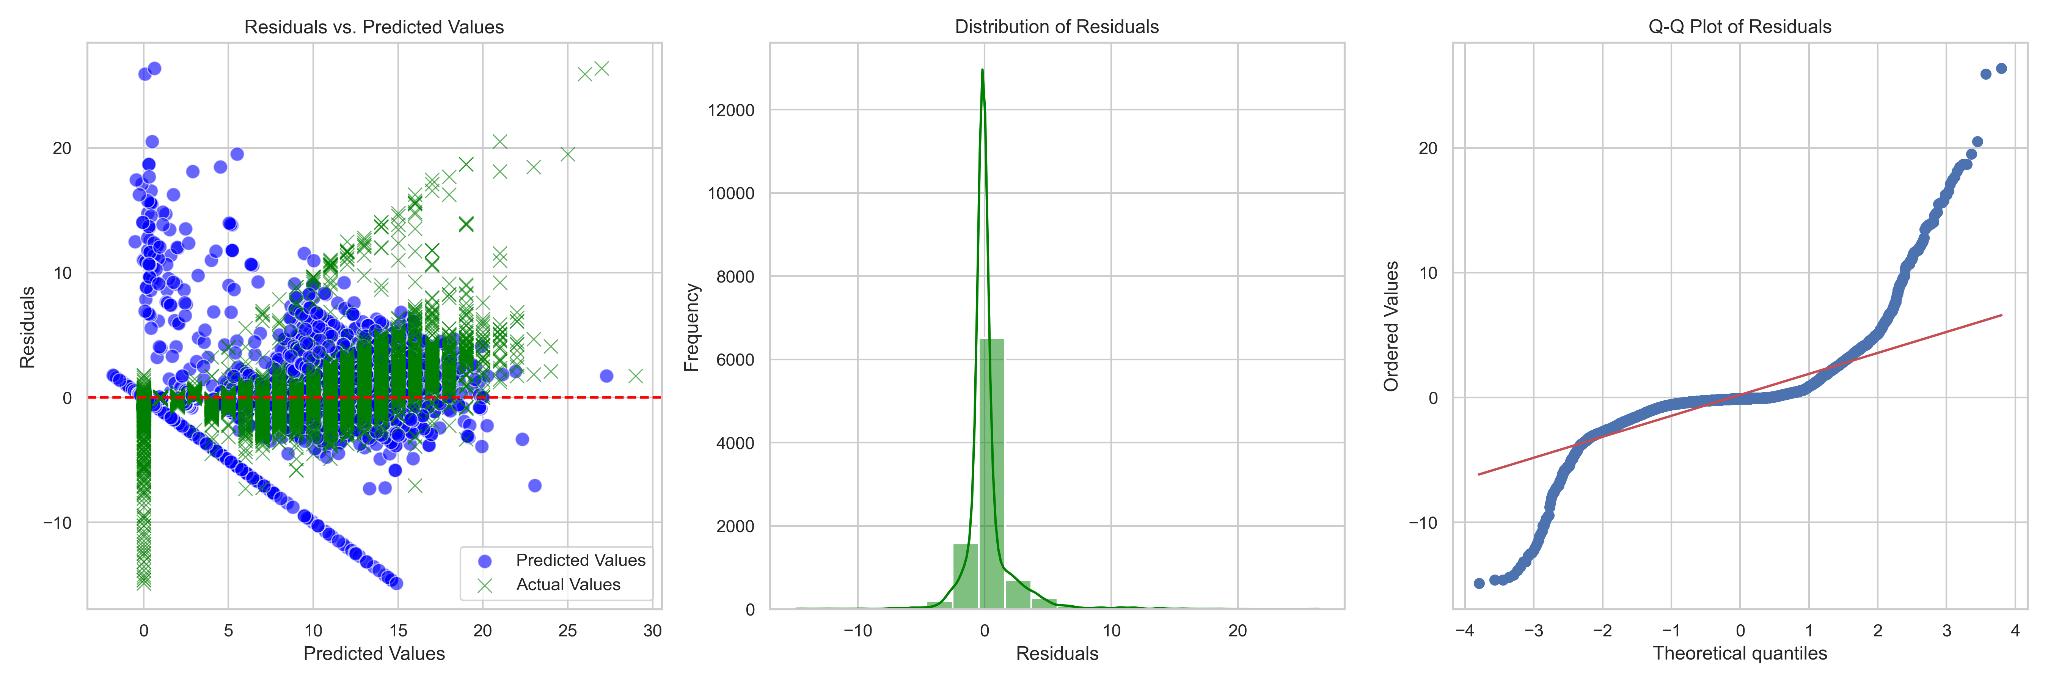 Residuals vs. Predicted Values
Residuals
20
10
0
−10
0 5 10 15 20 25 30
Predicted Values
Predicted Values
Actual Values
Distribution of Residuals
Frequency
12000
10000
8000
6000
4000
2000
0
−10 0 10 20
Residuals
Q-Q Plot of Residuals
Ordered Values
20
10
0
−10
−4 −3 −2 −1 0 1 2 3 4
Theoretical quantiles